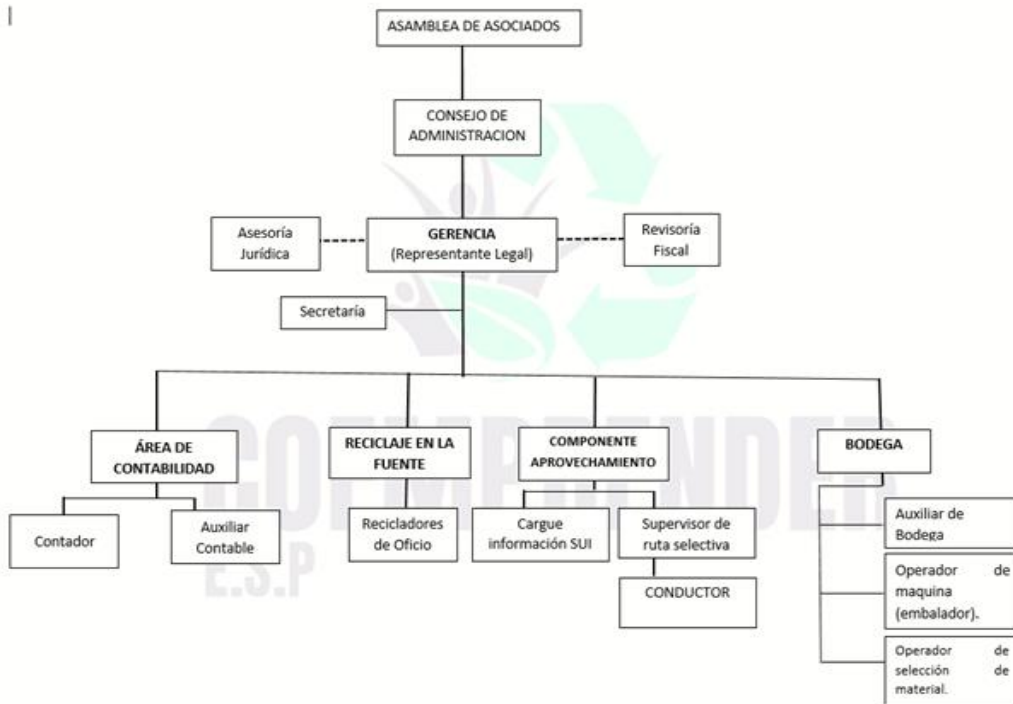 ASAMBLEA DE ASOCIADOS
CONSEJO DE
ADMINISTRACION
Asesoría
Jurídica
GERENCIA
(Representante Legal)
Revisoría
Fiscal
Secretaría
ÁREA DE
CONTABILIDAD
RECICLAJE EN LA
FUENTE
COMPONENTE
APROVECHAMIENTO
BODEGA
Contador
Auxiliar
Contable
Recicladores
de Oficio
Cargue
información SUI
Supervisor de
ruta selectiva
CONDUCTOR
Auxiliar de
Bodega
Operador de
maquina
(embalador).
Operador de
selección de
material.
COEMPRENDER
E.S.P